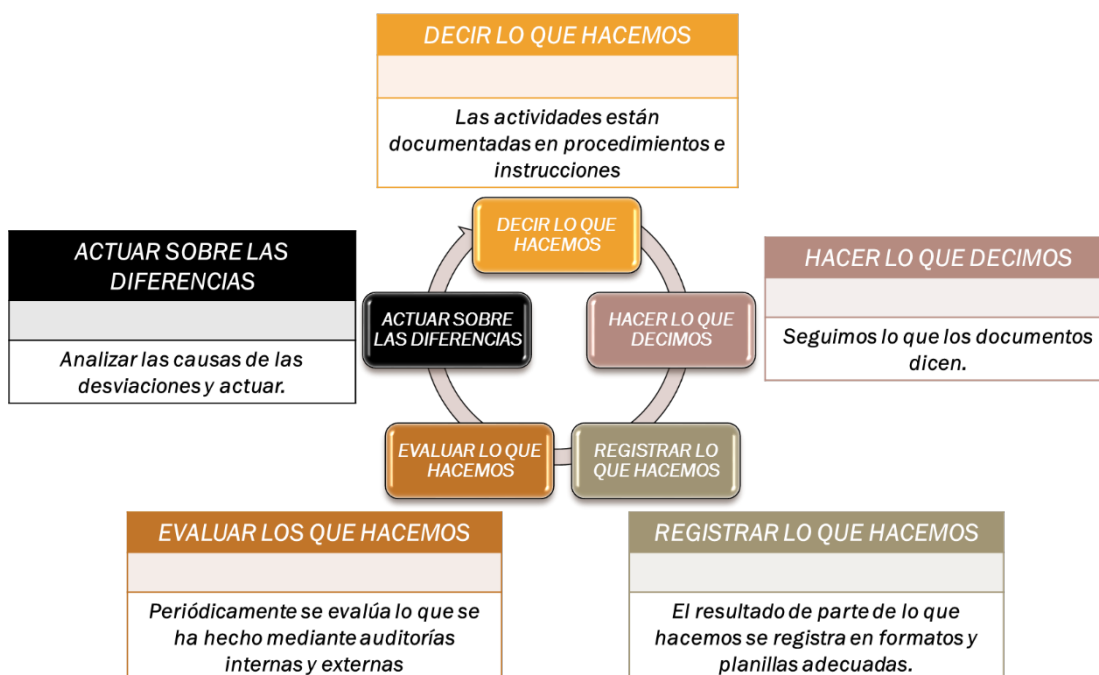 DECIR LO QUE HACEMOS
Las actividades están
documentadas en procedimientos e
instrucciones
DECIR LO QUE
HACEMOS
ACTUAR SOBRE LAS
DIFERENCIAS
Analizar las causas de las
desviaciones y actuar.
ACTUAR SOBRE
LAS DIFERENCIAS
HACER LO QUE
DECIMOS
HACER LO QUE DECIMOS
Seguimos lo que los documentos
dicen.
EVALUAR LO QUE
HACEMOS
REGISTRAR LO
QUE HACEMOS
EVALUAR LOS QUE HACEMOS
Periódicamente se evalúa lo que se
ha hecho mediante auditorías
internas y externas
REGISTRAR LO QUE HACEMOS
El resultado de parte de lo que
hacemos se registra en formatos y
planillas adecuadas.